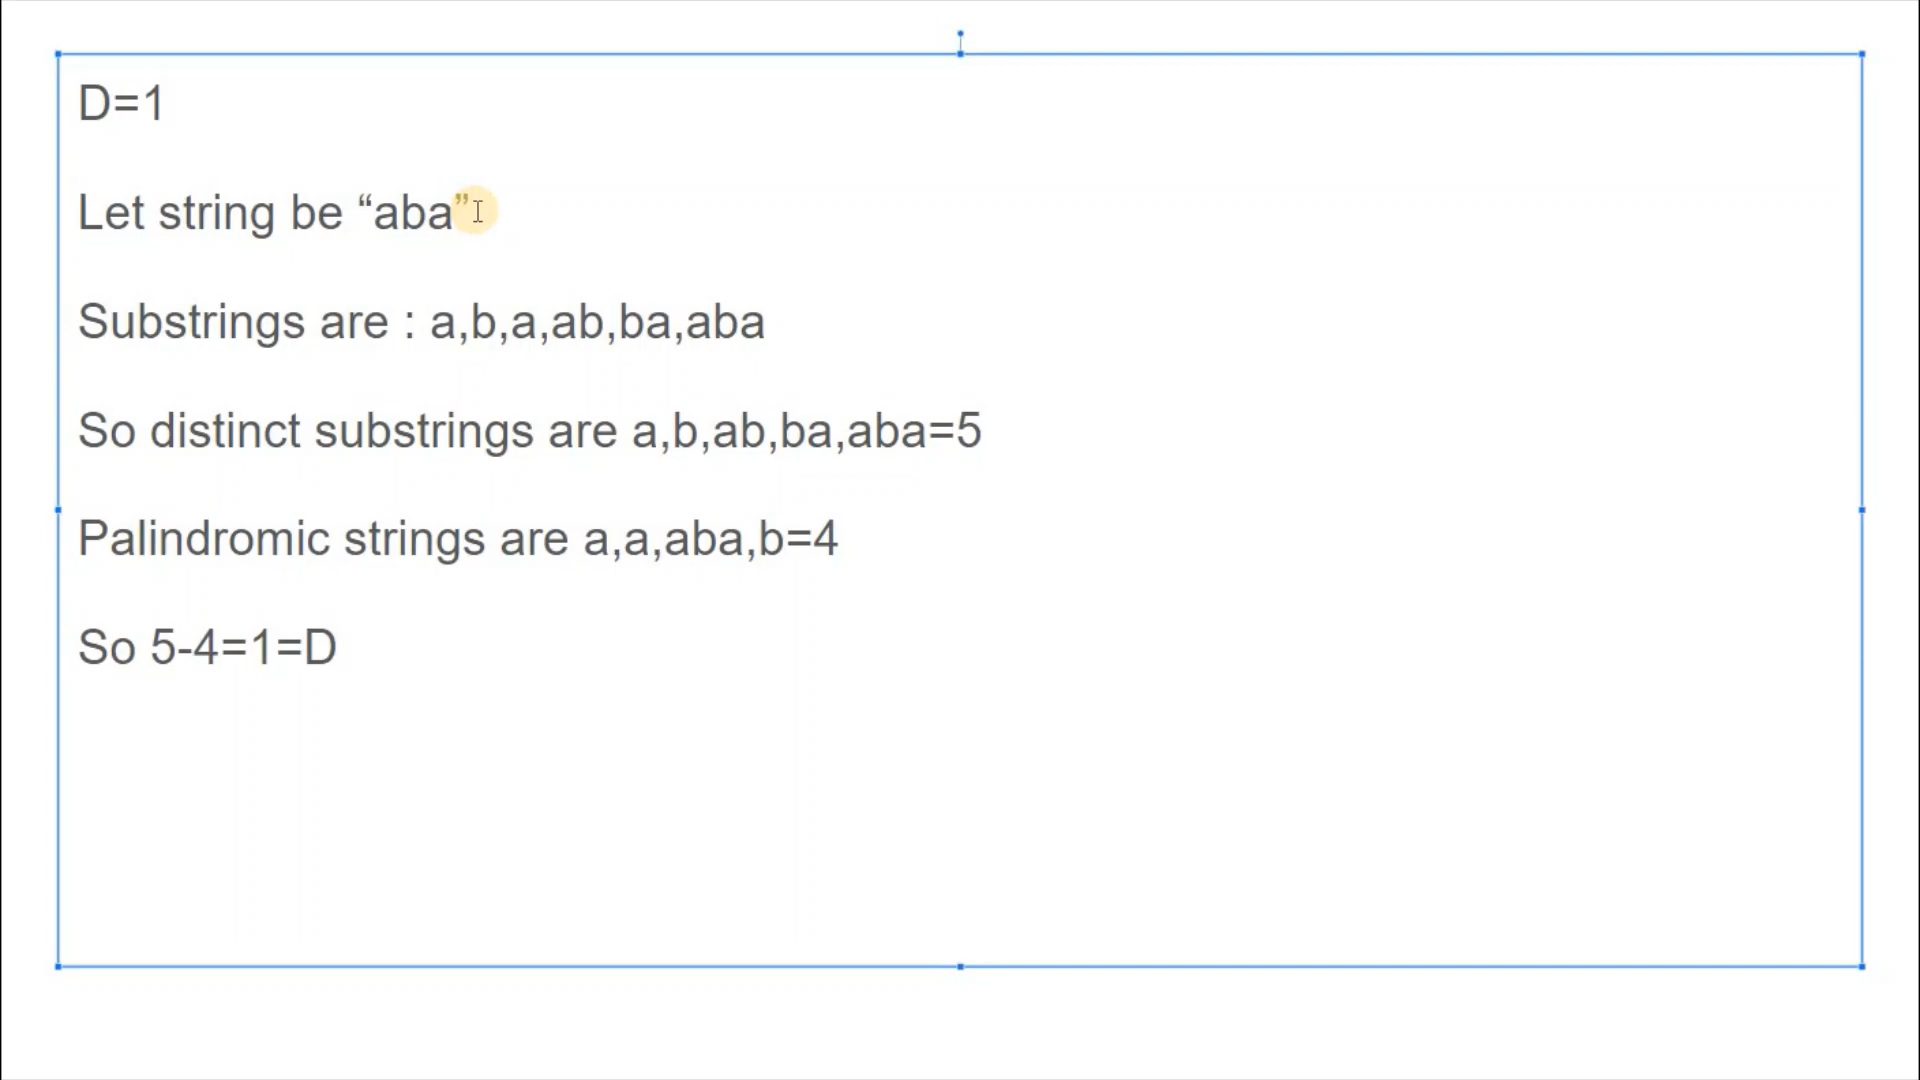 D=1
Let string be “aba”
Substrings are : a,b,a,ab,ba,aba
So distinct substrings are a,b,ab,ba,aba=5
Palindromic strings are a,a,aba,b=4
So 5-4=1=D